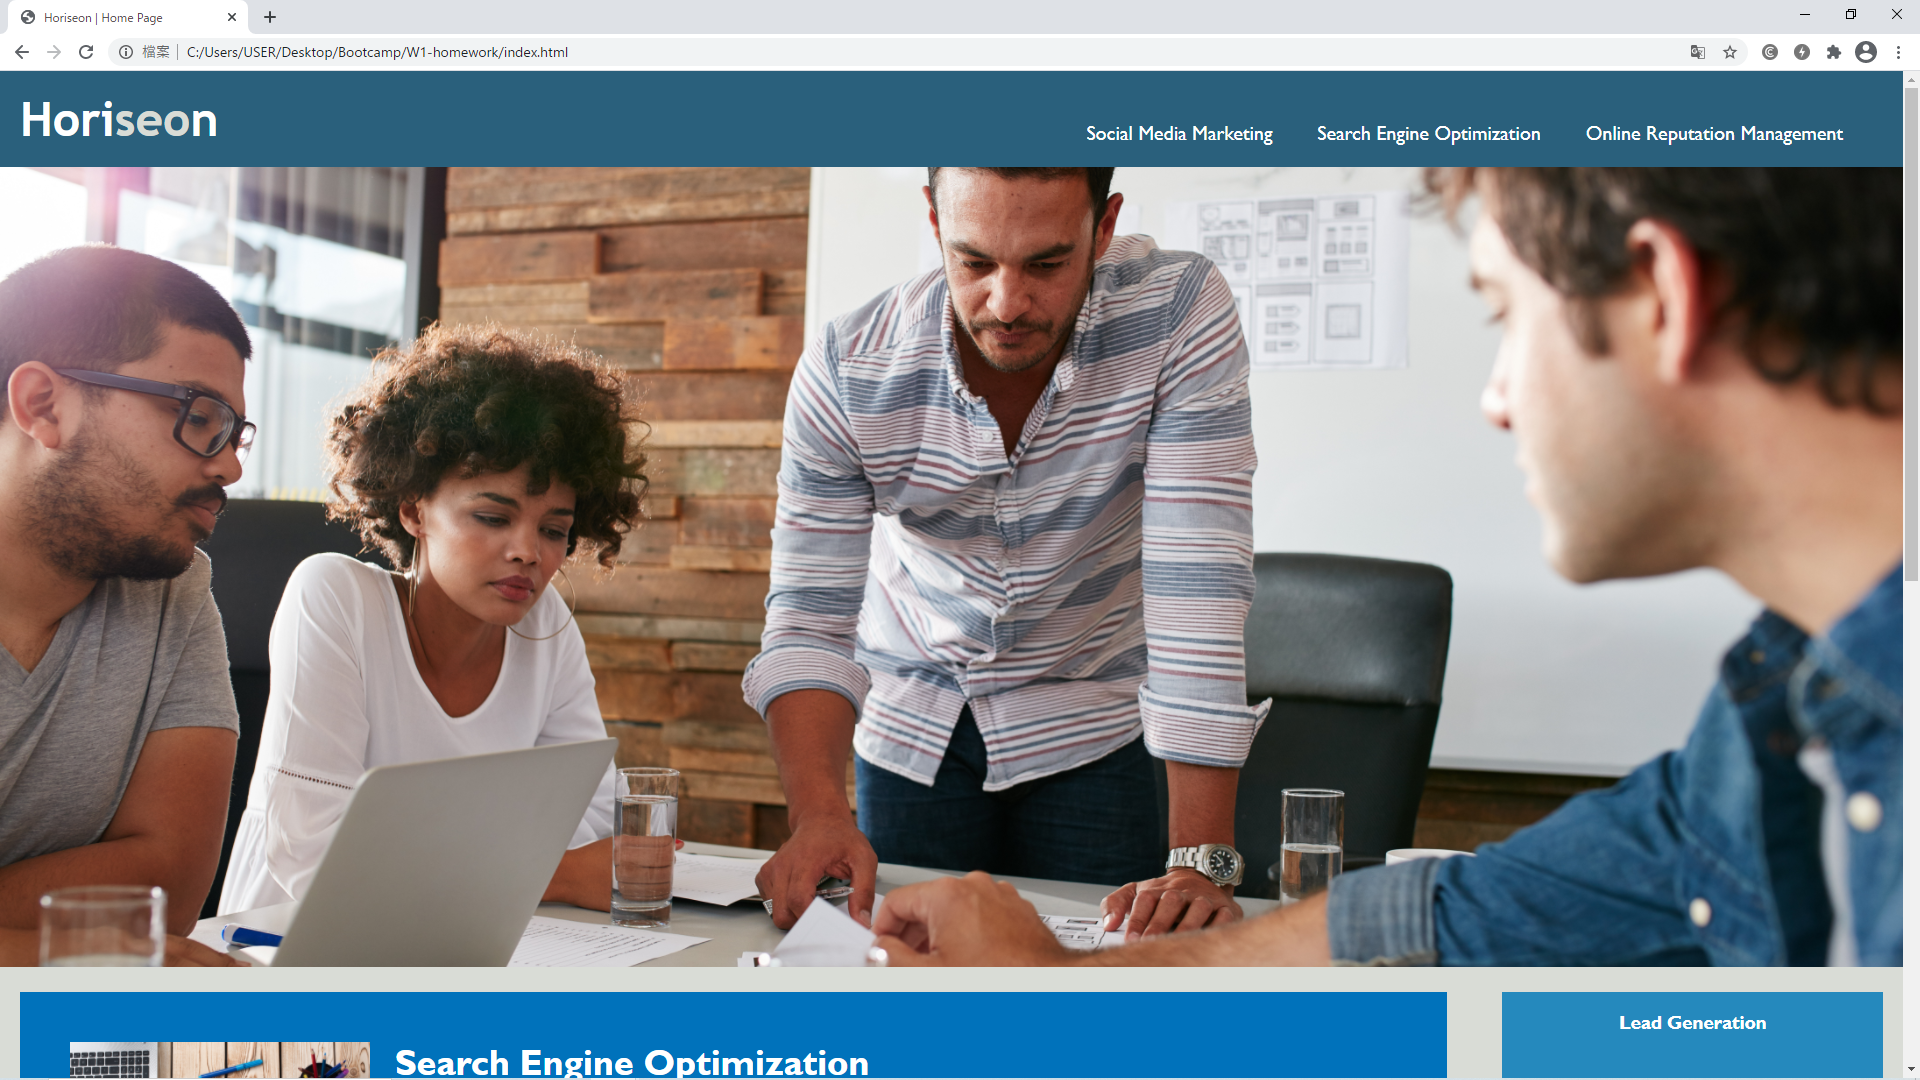 Horiseon | Home Page
檔案 C:/Users/USER/Desktop/Bootcamp/W1-homework/index.html
Horiseon
Social Media Marketing Search Engine Optimization Online Reputation Management
Search Engine Optimization
Lead Generation